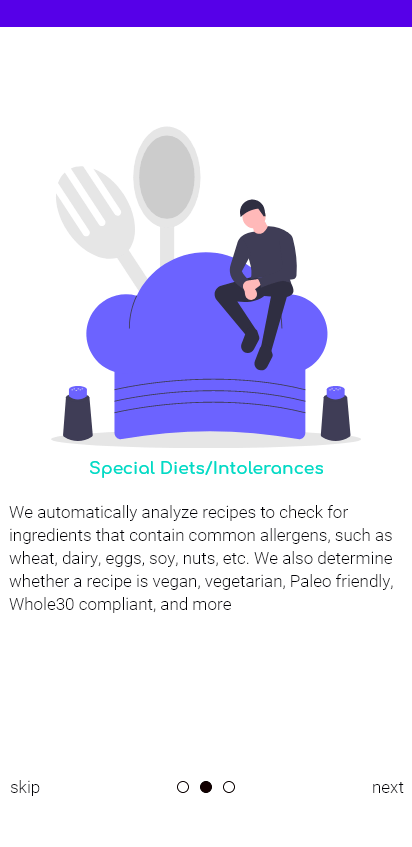 Special Diets/Intolerances
We automatically analyze recipes to check for
ingredients that contain common allergens, such as
wheat, dairy, eggs, soy, nuts, etc. We also determine
whether a recipe is vegan, vegetarian, Paleo friendly,
Whole30 compliant, and more
skip
next